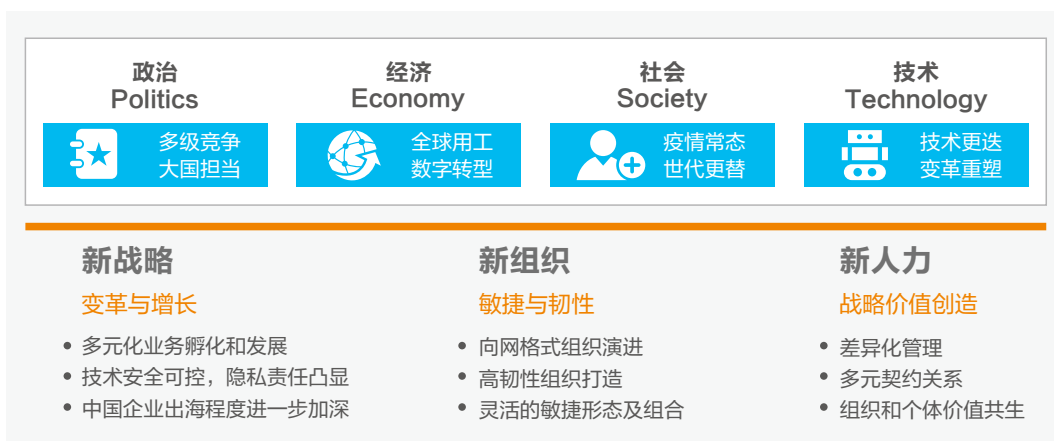 政治
Politics
多级竞争
大国担当
经济
Economy
全球用工
数字转型
社会
Society
疫情常态
世代更替
技术
Technology
技术更迭
变革重塑
新战略
变革与增长
• 多元化业务孵化和发展
• 技术安全可控，隐私责任凸显
• 中国企业出海程度进一步加深
新组织
敏捷与韧性
• 向网格式组织演进
• 高韧性组织打造
• 灵活的敏捷形态及组合
新人力
战略价值创造
• 差异化管理
• 多元契约关系
• 组织和个体价值共生